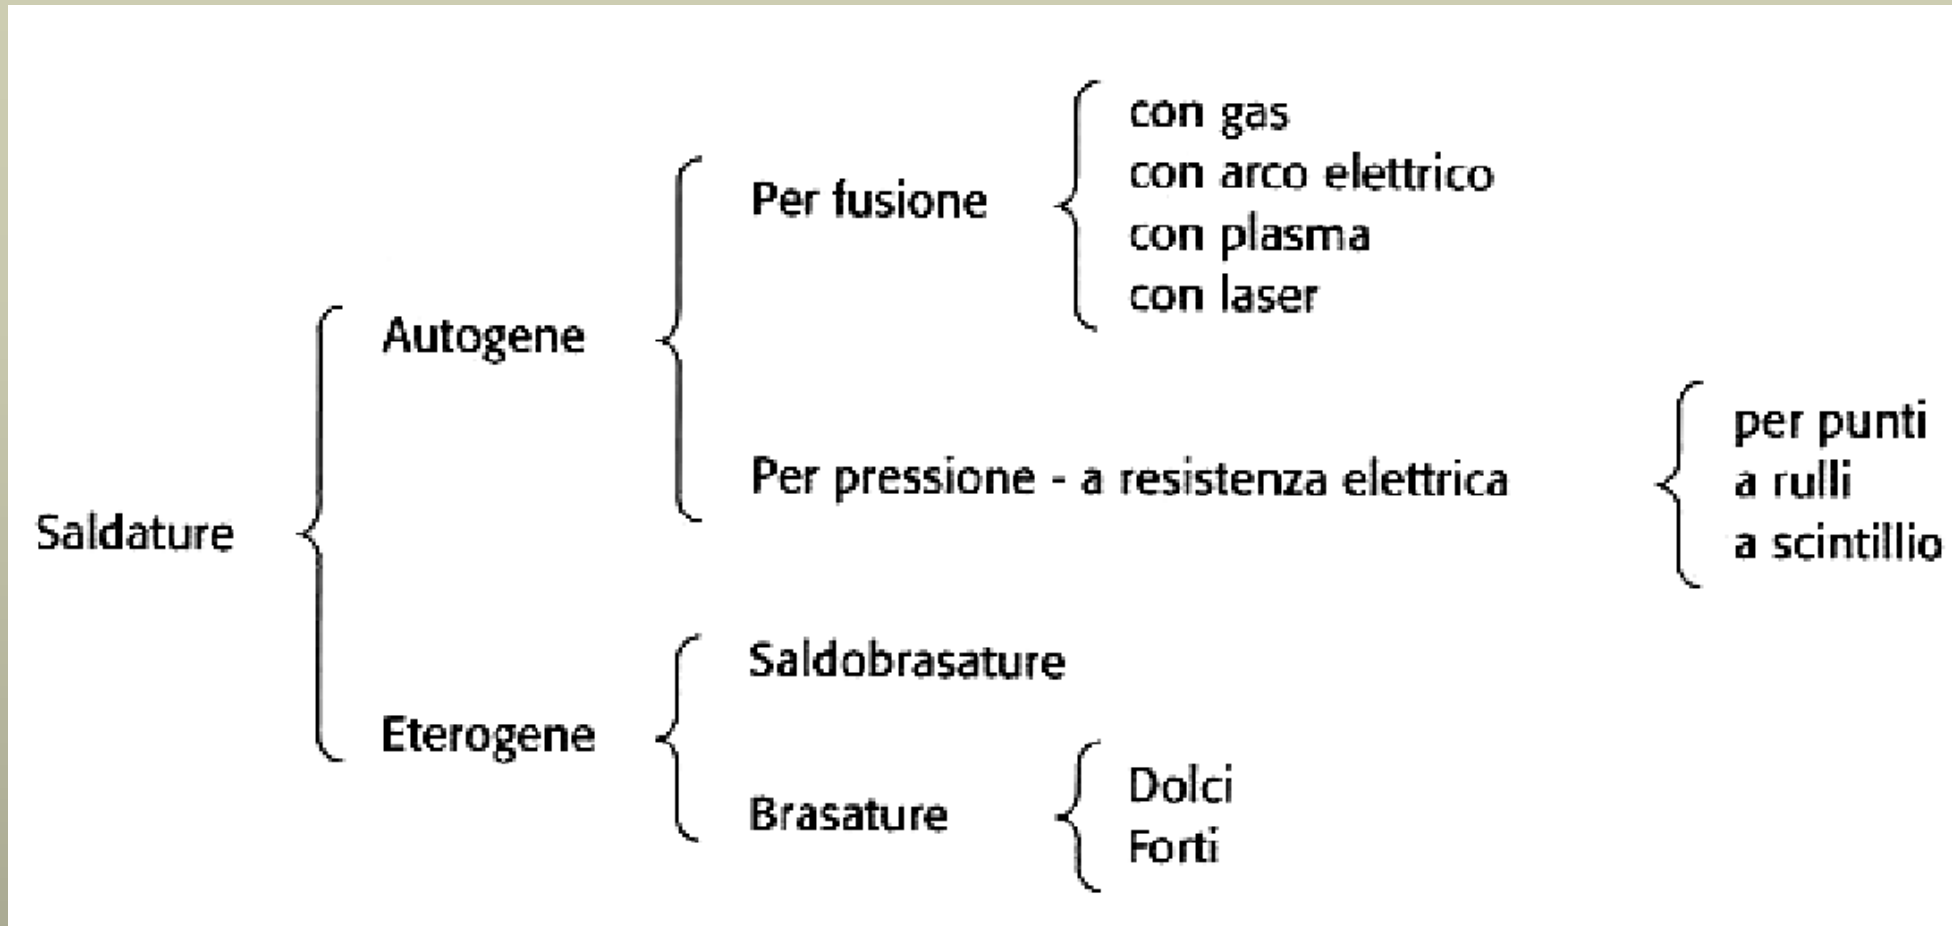 Saldature
Autogene
Per fusione
con gas
con arco elettrico
con plasma
con laser
Per pressione - a resistenza elettrica
per punti
a rulli
a scintillio
Eterogene
Saldobrasature
Brasature
Dolci
Forti